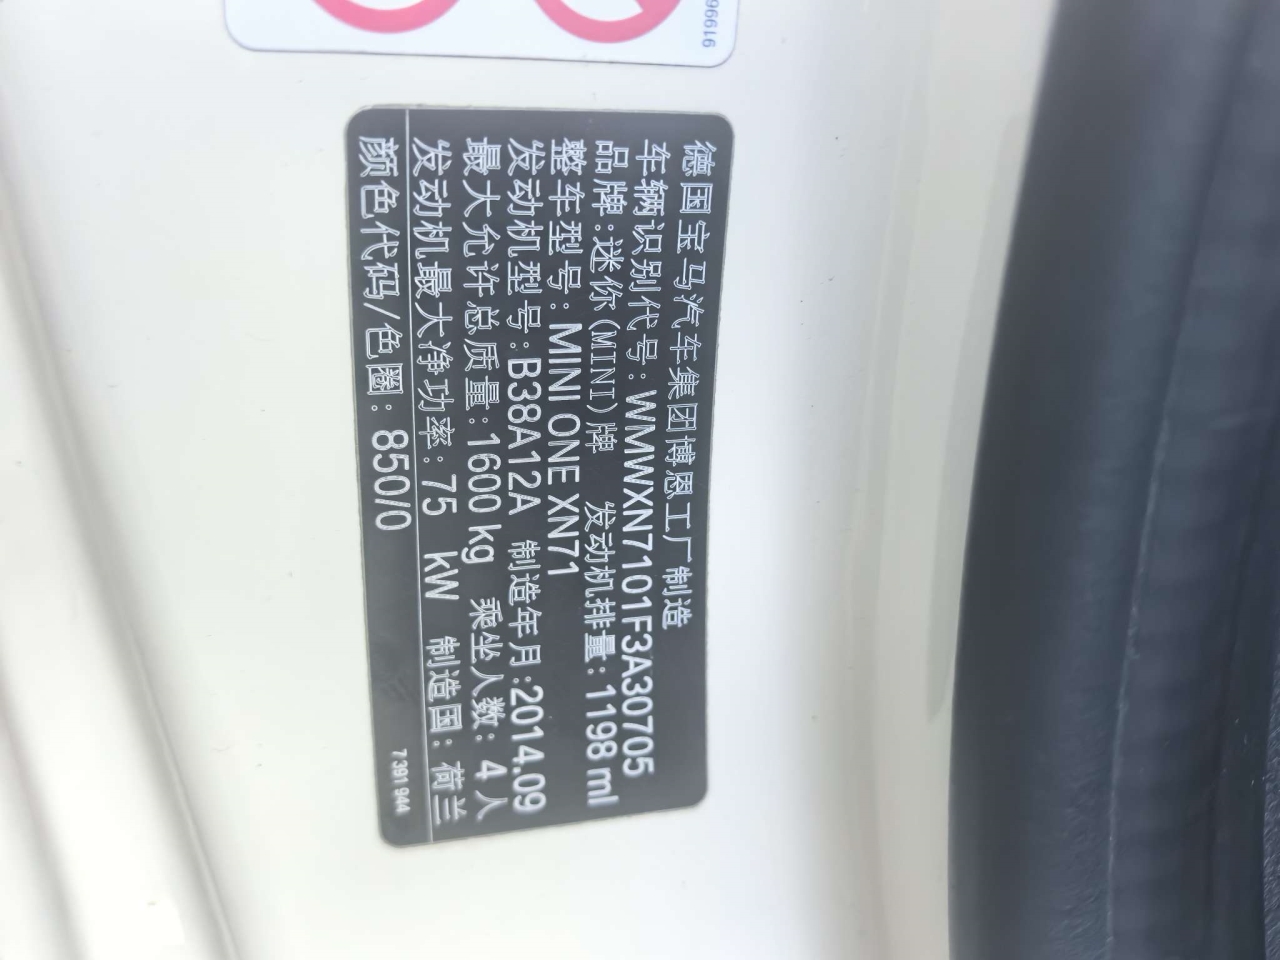 德国宝马汽车集团博恩工厂制造
车辆识别代号: WMWXN7101F3A30705
品牌:迷你(MINI)牌 发动机排量:1198 ml
整车型号: MINI ONE XN71
发动机型号:B38A12A 制造年月:2014.09
最大允许总质量:1600 kg 乘坐人数: 4 人
发动机最大净功率: 75 kW 制造国: 荷兰
颜色代码/色圈: 850/0
7391944